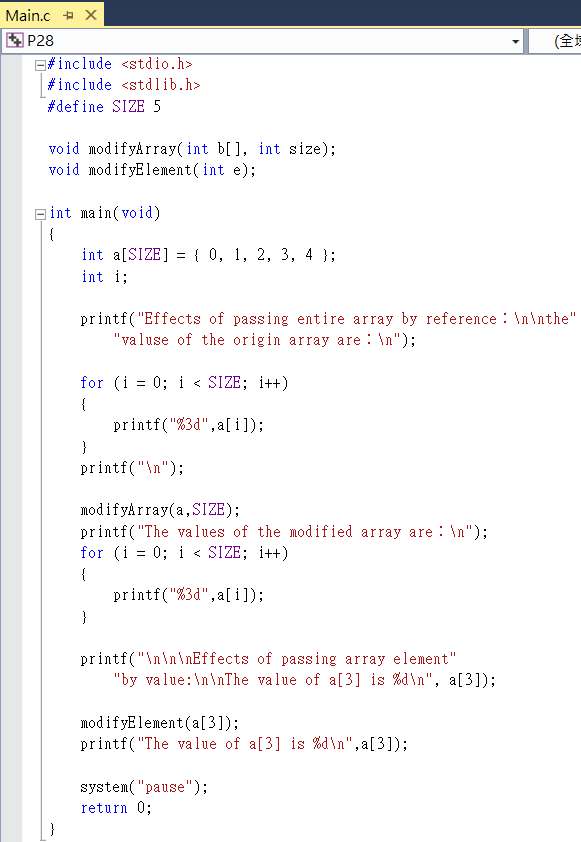 Main.c
P28
(全域
#include <stdio.h>
#include <stdlib.h>
#define SIZE 5
void modifyArray(int b[], int size);
void modifyElement(int e);
int main(void)
{
int a[SIZE] = { 0, 1, 2, 3, 4 };
int i;
printf("Effects of passing entire array by reference：\n\nthe"
"valuse of the origin array are：\n");
for (i = 0; i < SIZE; i++)
{
printf("%3d",a[i]);
}
printf("\n");
modifyArray(a,SIZE);
printf("The values of the modified array are：\n");
for (i = 0; i < SIZE; i++)
{
printf("%3d",a[i]);
}
printf("\n\n\nEffects of passing array element"
"by value:\n\nThe value of a[3] is %d\n", a[3]);
modifyElement(a[3]);
printf("The value of a[3] is %d\n",a[3]);
system("pause");
return 0;
}